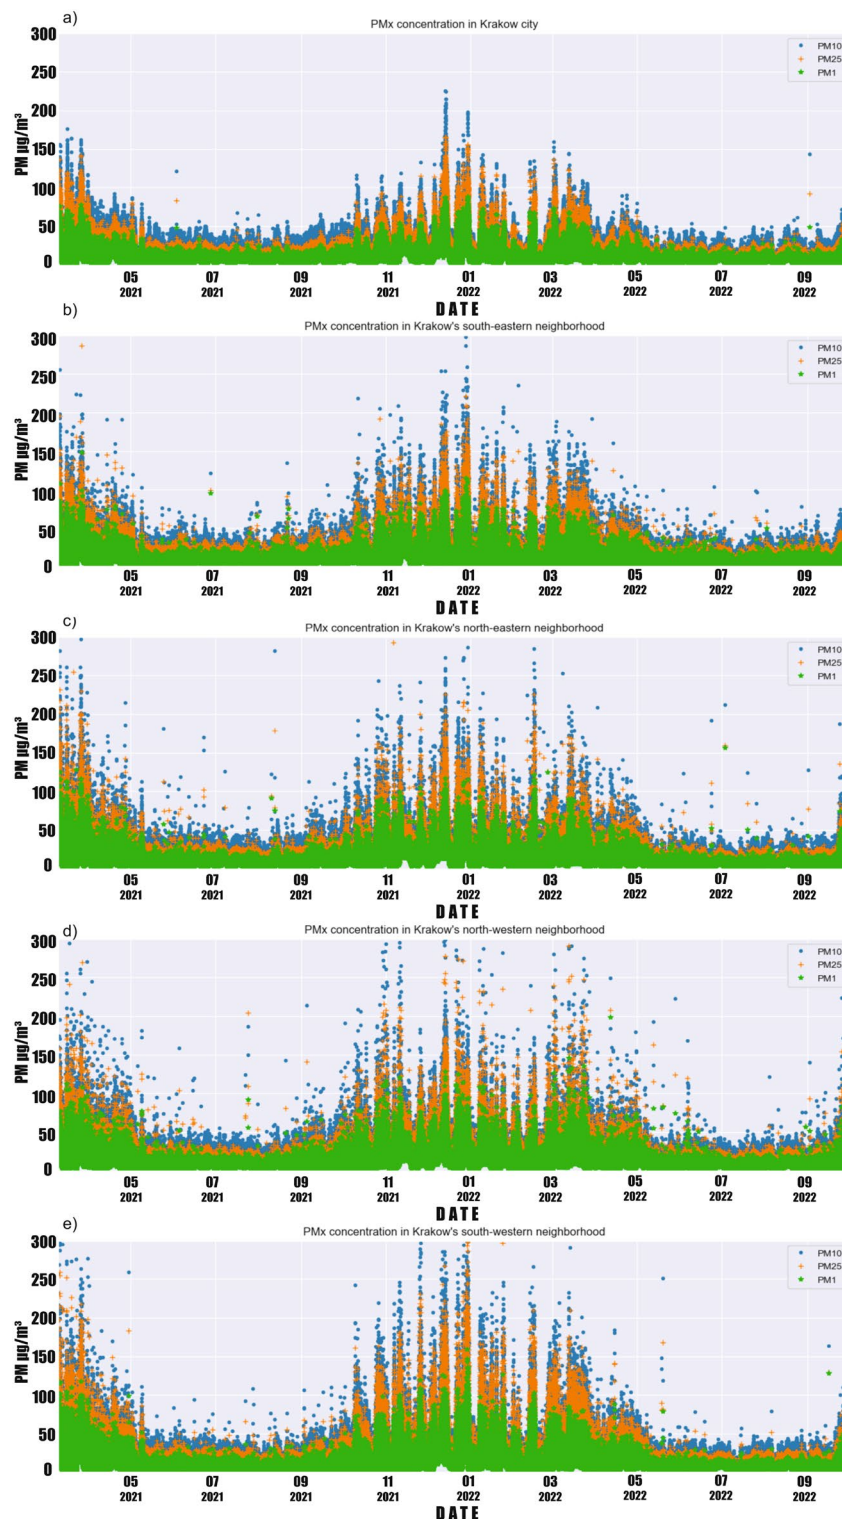 a)
PMx concentration in Krakow city
PM µg/m³
300
250
200
150
100
50
0
PM10
PM25
PM1
05 07 09 11 01 03 05 07 09
2021 2021 2021 2021 2022 2022 2022 2022 2022
DATE
b)
PMx concentration in Krakow's south-eastern neighborhood
PM µg/m³
300
250
200
150
100
50
0
PM10
PM25
PM1
05 07 09 11 01 03 05 07 09
2021 2021 2021 2021 2022 2022 2022 2022 2022
DATE
c)
PMx concentration in Krakow's north-eastern neighborhood
PM µg/m³
300
250
200
150
100
50
0
PM10
PM25
PM1
05 07 09 11 01 03 05 07 09
2021 2021 2021 2021 2022 2022 2022 2022 2022
DATE
d)
PMx concentration in Krakow's north-western neighborhood
PM µg/m³
300
250
200
150
100
50
0
PM10
PM25
PM1
05 07 09 11 01 03 05 07 09
2021 2021 2021 2021 2022 2022 2022 2022 2022
DATE
e)
PMx concentration in Krakow's south-western neighborhood
PM µg/m³
300
250
200
150
100
50
0
PM10
PM25
PM1
05 07 09 11 01 03 05 07 09
2021 2021 2021 2021 2022 2022 2022 2022 2022
DATE